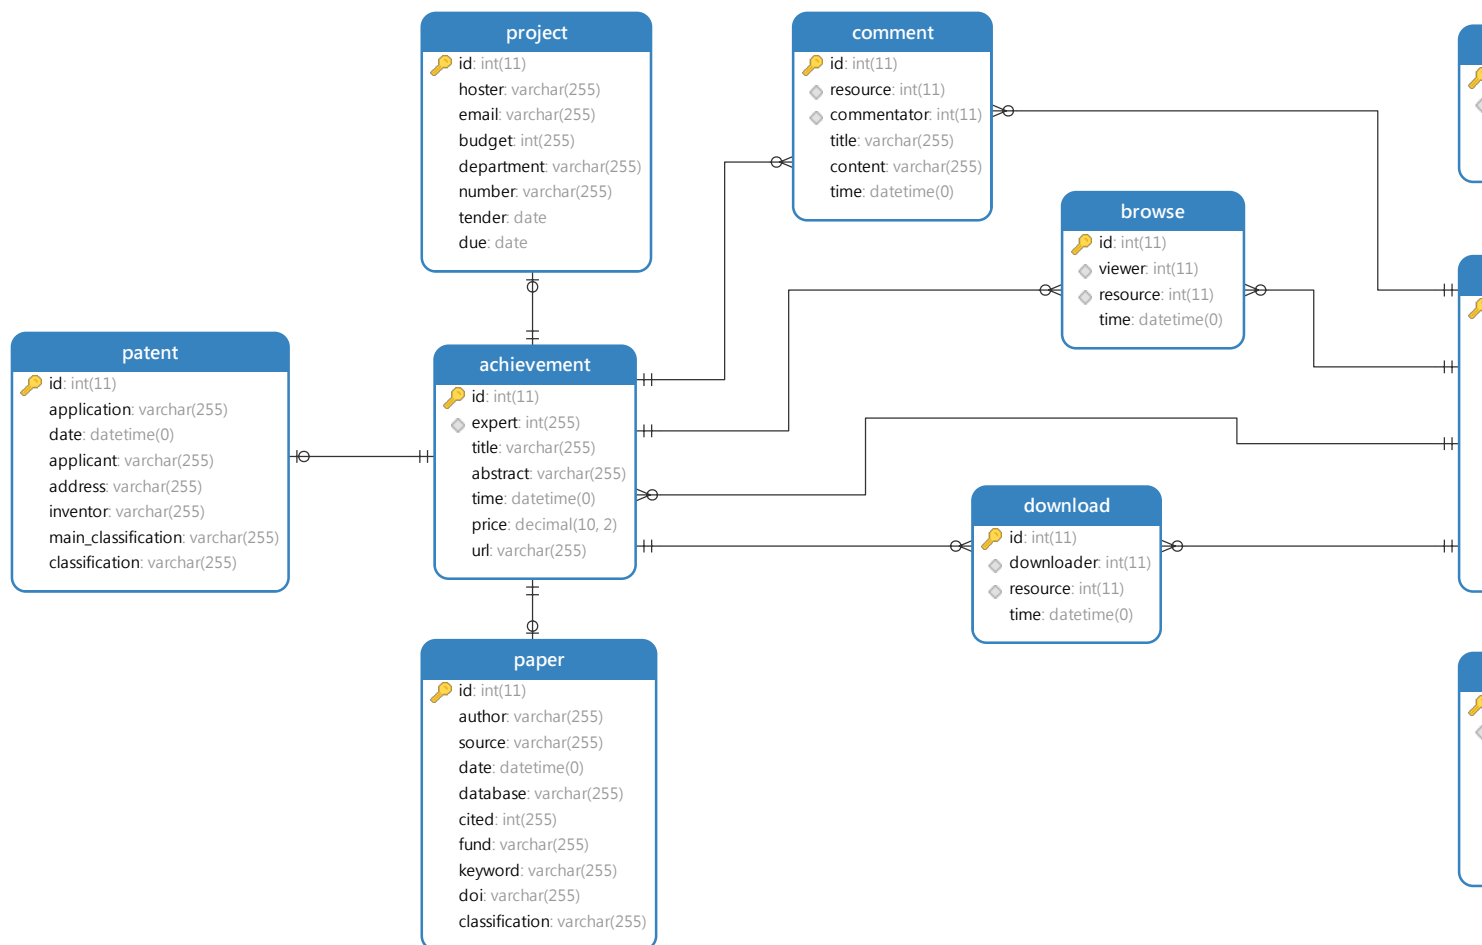 project
id: int(11)
hoster: varchar(255)
email: varchar(255)
budget: int(255)
department: varchar(255)
number: varchar(255)
tender: date
due: date
comment
id: int(11)
resource: int(11)
commentator: int(11)
title: varchar(255)
content: varchar(255)
time: datetime(0)
browse
id: int(11)
viewer: int(11)
resource: int(11)
time: datetime(0)
patent
id: int(11)
application: varchar(255)
date: datetime(0)
applicant: varchar(255)
address: varchar(255)
inventor: varchar(255)
main_classification: varchar(255)
classification: varchar(255)
achievement
id: int(11)
expert: int(255)
title: varchar(255)
abstract: varchar(255)
time: datetime(0)
price: decimal(10, 2)
url: varchar(255)
download
id: int(11)
downloader: int(11)
resource: int(11)
time: datetime(0)
paper
id: int(11)
author: varchar(255)
source: varchar(255)
date: datetime(0)
database: varchar(255)
cited: int(255)
fund: varchar(255)
keyword: varchar(255)
doi: varchar(255)
classification: varchar(255)